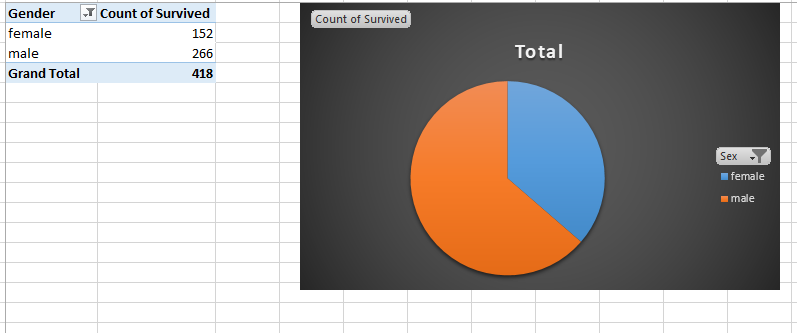 Gender Count of Survived
female 152
male 266
Grand Total 418
Count of Survived
Total
Sex
female
male